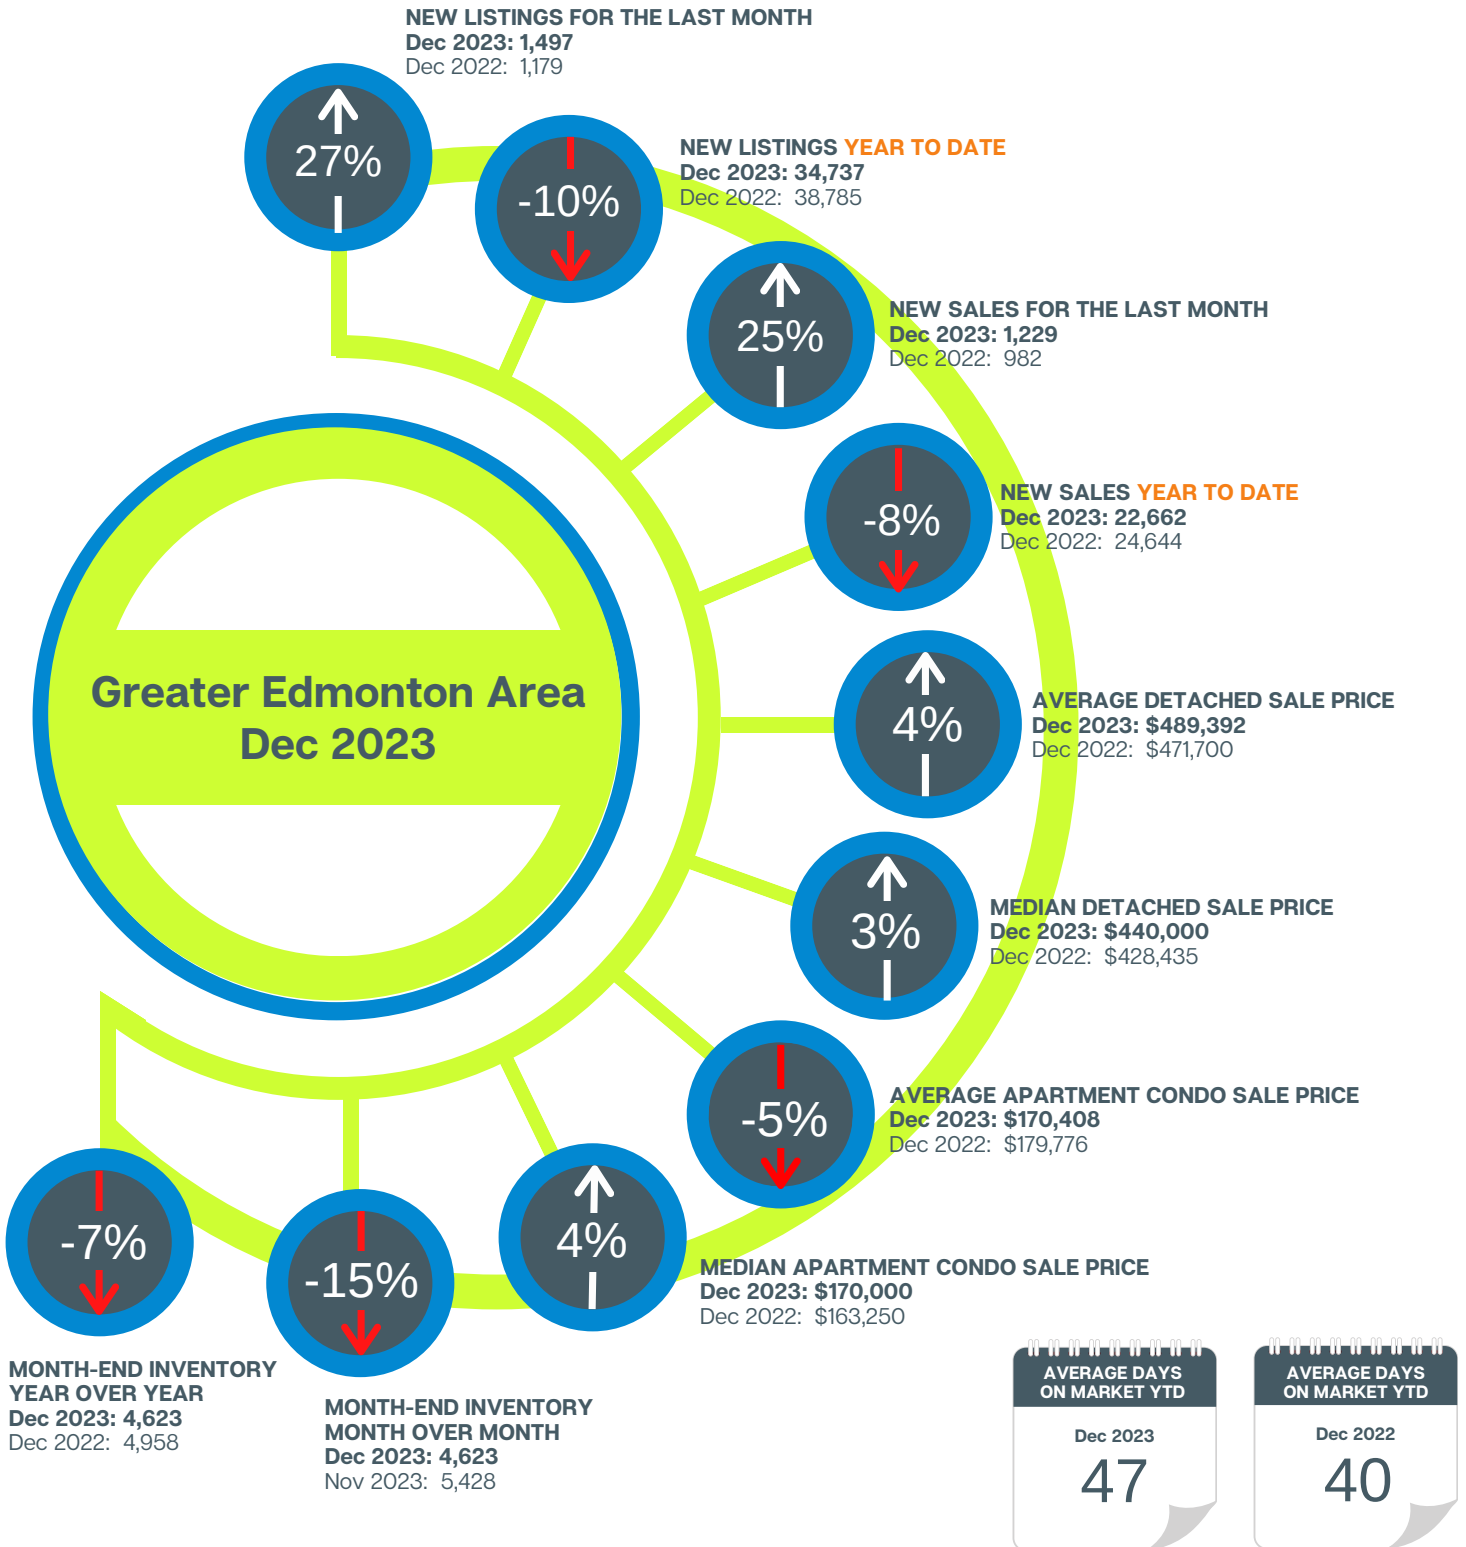 NEW LISTINGS FOR THE LAST MONTH
Dec 2023: 1,497
Dec 2022: 1,179
27%
NEW LISTINGS YEAR TO DATE
Dec 2023: 34,737
Dec 2022: 38,785
-10%
NEW SALES FOR THE LAST MONTH
Dec 2023: 1,229
Dec 2022: 982
25%
NEW SALES YEAR TO DATE
Dec 2023: 22,662
Dec 2022: 24,644
-8%
Greater Edmonton Area
Dec 2023
AVERAGE DETACHED SALE PRICE
Dec 2023: $489,392
Dec 2022: $471,700
4%
MEDIAN DETACHED SALE PRICE
Dec 2023: $440,000
Dec 2022: $428,435
3%
AVERAGE APARTMENT CONDO SALE PRICE
Dec 2023: $170,408
Dec 2022: $179,776
-5%
4%
MEDIAN APARTMENT CONDO SALE PRICE
Dec 2023: $170,000
Dec 2022: $163,250
-7%
MONTH-END INVENTORY
YEAR OVER YEAR
Dec 2023: 4,623
Dec 2022: 4,958
-15%
MONTH-END INVENTORY
MONTH OVER MONTH
Dec 2023: 4,623
Nov 2023: 5,428
AVERAGE DAYS
ON MARKET YTD
Dec 2023
47
AVERAGE DAYS
ON MARKET YTD
Dec 2022
40